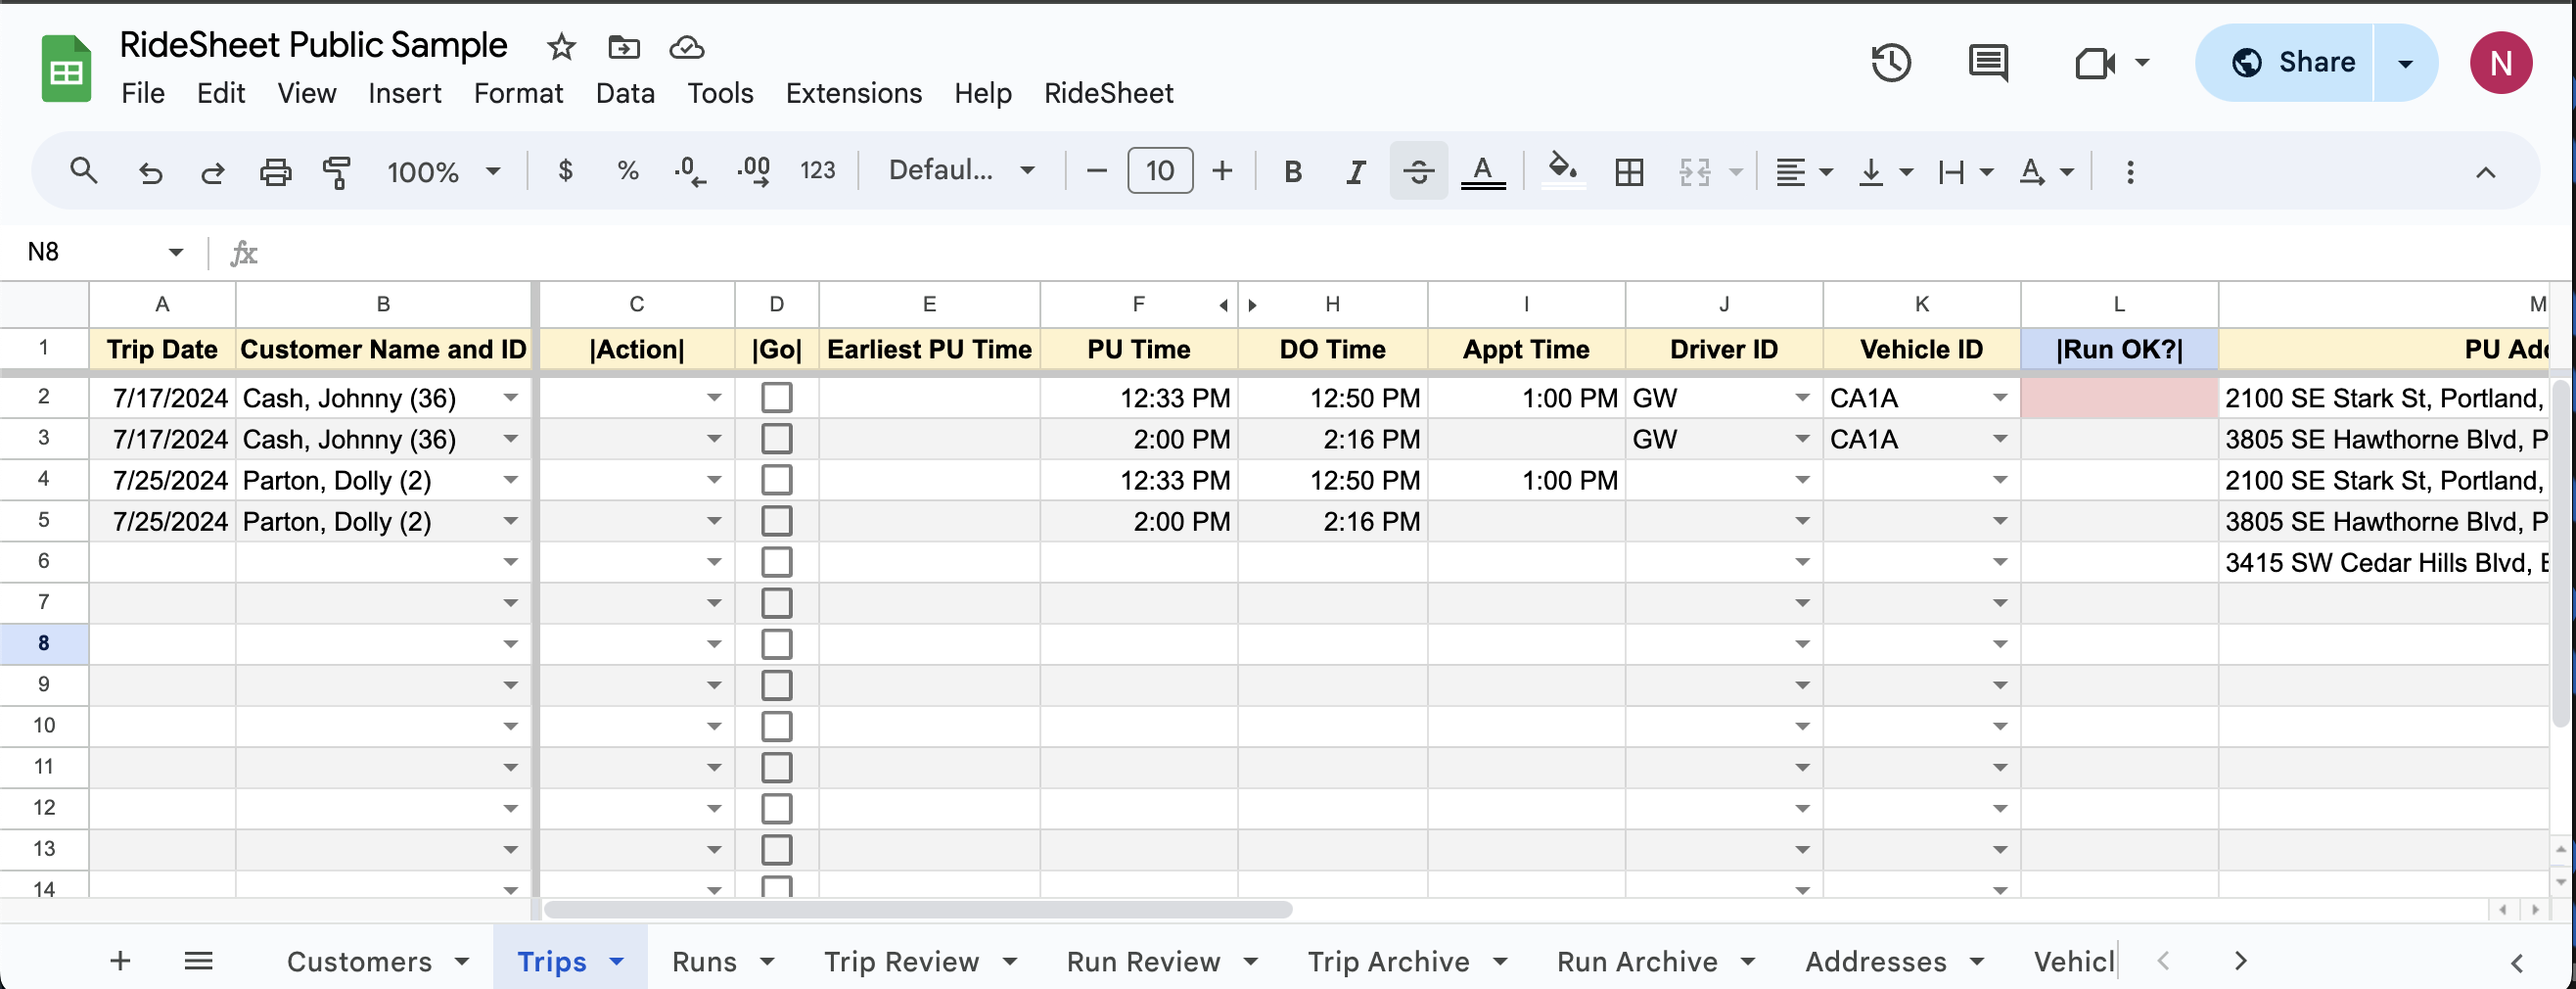 RideSheet Public Sample
File Edit View Insert Format Data Tools Extensions Help RideSheet
Share N
100% $ % .0 .00 123 Defaul... 10 B I A A
N8 fx
A B C D E F H I J K L M
1 Trip Date Customer Name and ID |Action| |Go| Earliest PU Time PU Time DO Time Appt Time Driver ID Vehicle ID |Run OK?| PU Add
2 7/17/2024 Cash, Johnny (36) 12:33 PM 12:50 PM 1:00 PM GW CA1A 2100 SE Stark St, Portland,
3 7/17/2024 Cash, Johnny (36) 2:00 PM 2:16 PM GW CA1A 3805 SE Hawthorne Blvd, P
4 7/25/2024 Parton, Dolly (2) 12:33 PM 12:50 PM 1:00 PM 2100 SE Stark St, Portland,
5 7/25/2024 Parton, Dolly (2) 2:00 PM 2:16 PM 3805 SE Hawthorne Blvd, P
6 3415 SW Cedar Hills Blvd,
7
8
9
10
11
12
13
14
Customers Trips Runs Trip Review Run Review Trip Archive Run Archive Addresses Vehicl